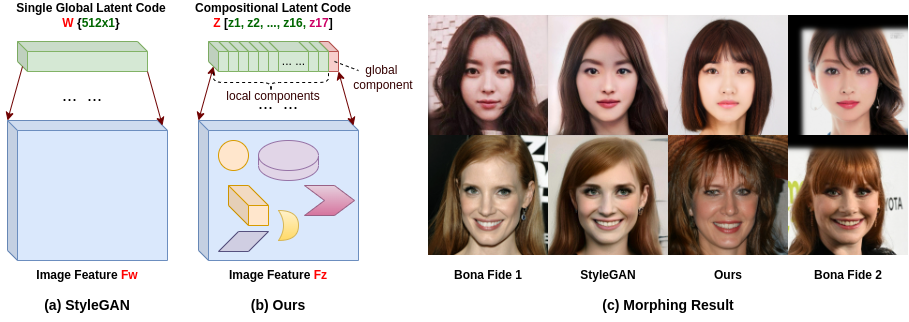 Single Global Latent Code
W {512x1}
... ...
Image Feature Fw
(a) StyleGAN
Compositional Latent Code
Z [z1, z2, ..., z16, z17]
... ...
global
component
local components
... ...
Image Feature Fz
(b) Ours
YOTA
Bona Fide 1
StyleGAN
Ours
Bona Fide 2
(c) Morphing Result